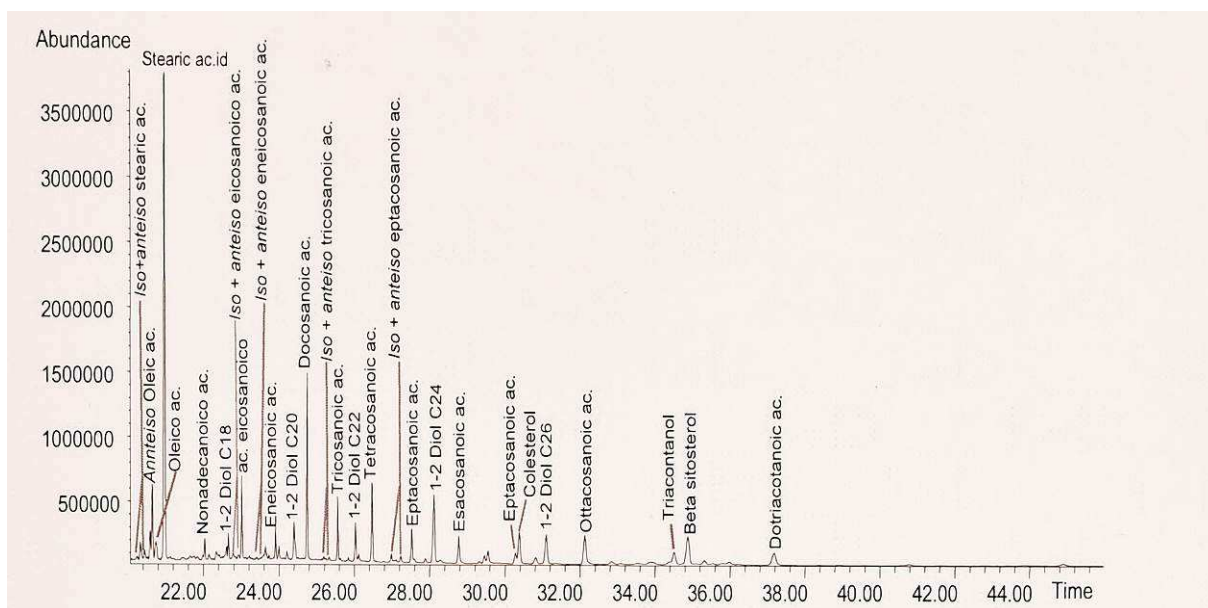 Abundance
Stearic ac.id
3500000
3000000
2500000
2000000
1500000
1000000
500000
Iso+anteiso stearic ac.
Annteiso Oleic ac.
Oleico ac.
Nonadecanoico ac.
1-2 Diol C18
Iso + anteiso eicosanoico ac.
ac. eicosanoico
Iso + anteiso eneicosanoic ac.
Eneicosanoic ac.
1-2 Diol C20
Docosanoic ac.
Iso + anteiso tricosanoic ac.
Tricosanoic ac.
1-2 Diol C22
Tetracosanoic ac.
Iso + anteiso eptacosanoic ac.
Eptacosanoic ac.
1-2 Diol C24
Esacosanoic ac.
Eptacosanoic ac.
Colesterol
1-2 Diol C26
Ottacosanoic ac.
Triacontanol
Beta sitosterol
Dotriacotanoic ac.
22.00 24.00 26.00 28.00 30.00 32.00 34.00 36.00 38.00 40.00 42.00 44.00 Time